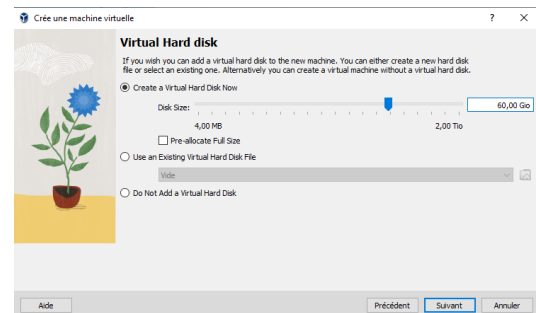 Crée une machine virtuelle
?
Virtual Hard disk
If you wish you can add a virtual hard disk to the new machine. You can either create a new hard disk
file or select an existing one. Alternatively you can create a virtual machine without a virtual hard disk.
Create a Virtual Hard Disk Now
Disk Size:
60,00 Gio
4,00 MB 2,00 Tio
Pre-allocate Full Size
Use an Existing Virtual Hard Disk File
Vide
Do Not Add a Virtual Hard Disk
Aide Précédent Suivant Annuler